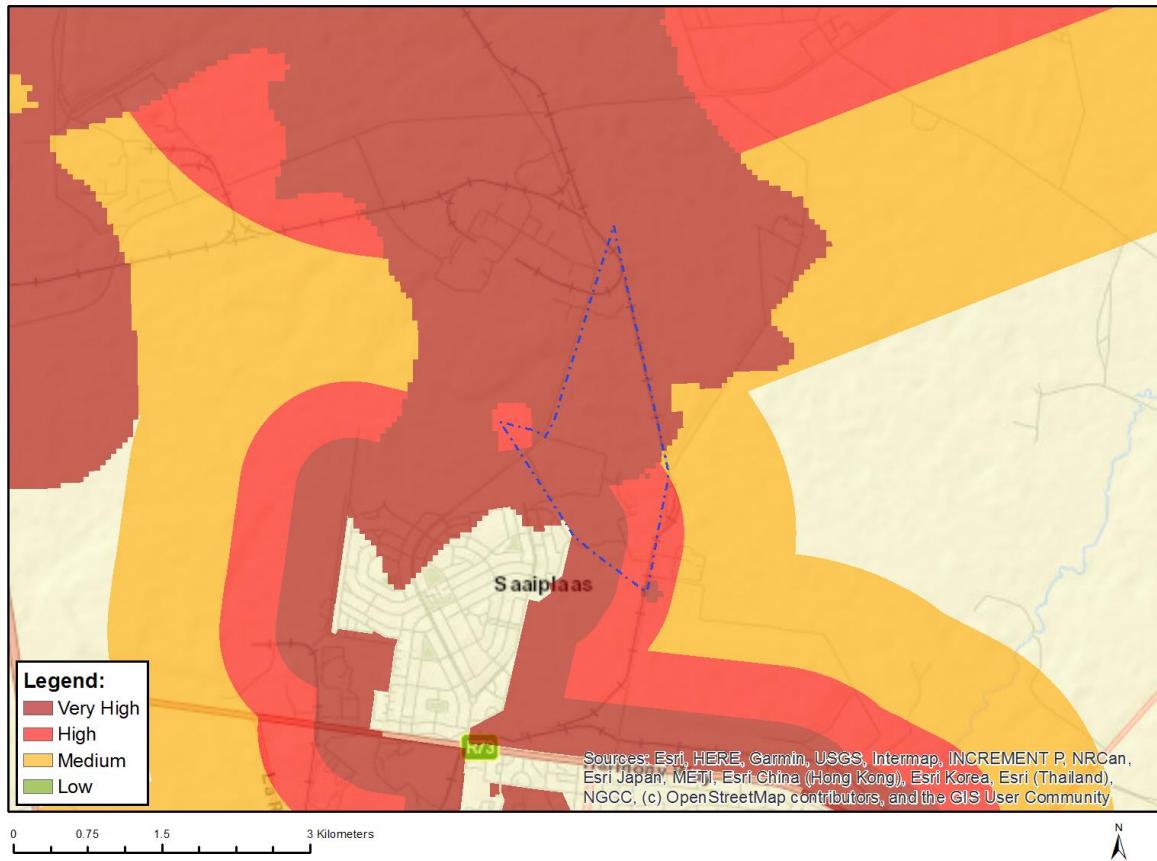 Saaiplaas
R73
Legend:
Very High
High
Medium
Low
Sources: Esri, HERE, Garmin, USGS, Intermap, INCREMENT P, NRCan,
Esri Japan, METI, Esri China (Hong Kong), Esri Korea, Esri (Thailand),
NGCC, (c) OpenStreetMap contributors, and the GIS User Community
0 0.75 1.5 3 Kilometers
N